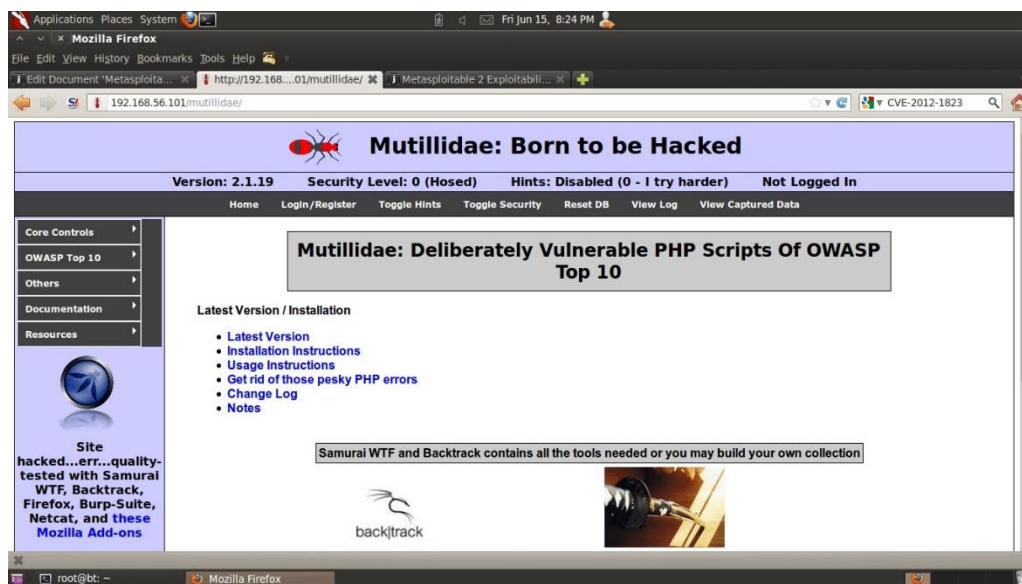 Applications Places System
Fri Jun 15, 8:24 PM
Mozilla Firefox
File Edit View History Bookmarks Tools Help
Edit Document 'Metasploita...
http://192.168....01/mutillidae/
Metasploitable 2 Exploitabili...
192.168.56.101/mutillidae/
CVE-2012-1823
Mutillidae: Born to be Hacked
Version: 2.1.19
Security Level: 0 (Hosed)
Hints: Disabled (0 - I try harder)
Not Logged In
Home
Login/Register
Toggle Hints
Toggle Security
Reset DB
View Log
View Captured Data
Core Controls
OWASP Top 10
Others
Documentation
Resources
Site
hacked...err...quality-
tested with Samurai
WTF, Backtrack,
Firefox, Burp-Suite,
Netcat, and these
Mozilla Add-ons
Mutillidae: Deliberately Vulnerable PHP Scripts Of OWASP
Top 10
Latest Version / Installation
Latest Version
Installation Instructions
Usage Instructions
Get rid of those pesky PHP errors
Change Log
Notes
Samurai WTF and Backtrack contains all the tools needed or you may build your own collection
back|track
root@bt: ~
Mozilla Firefox